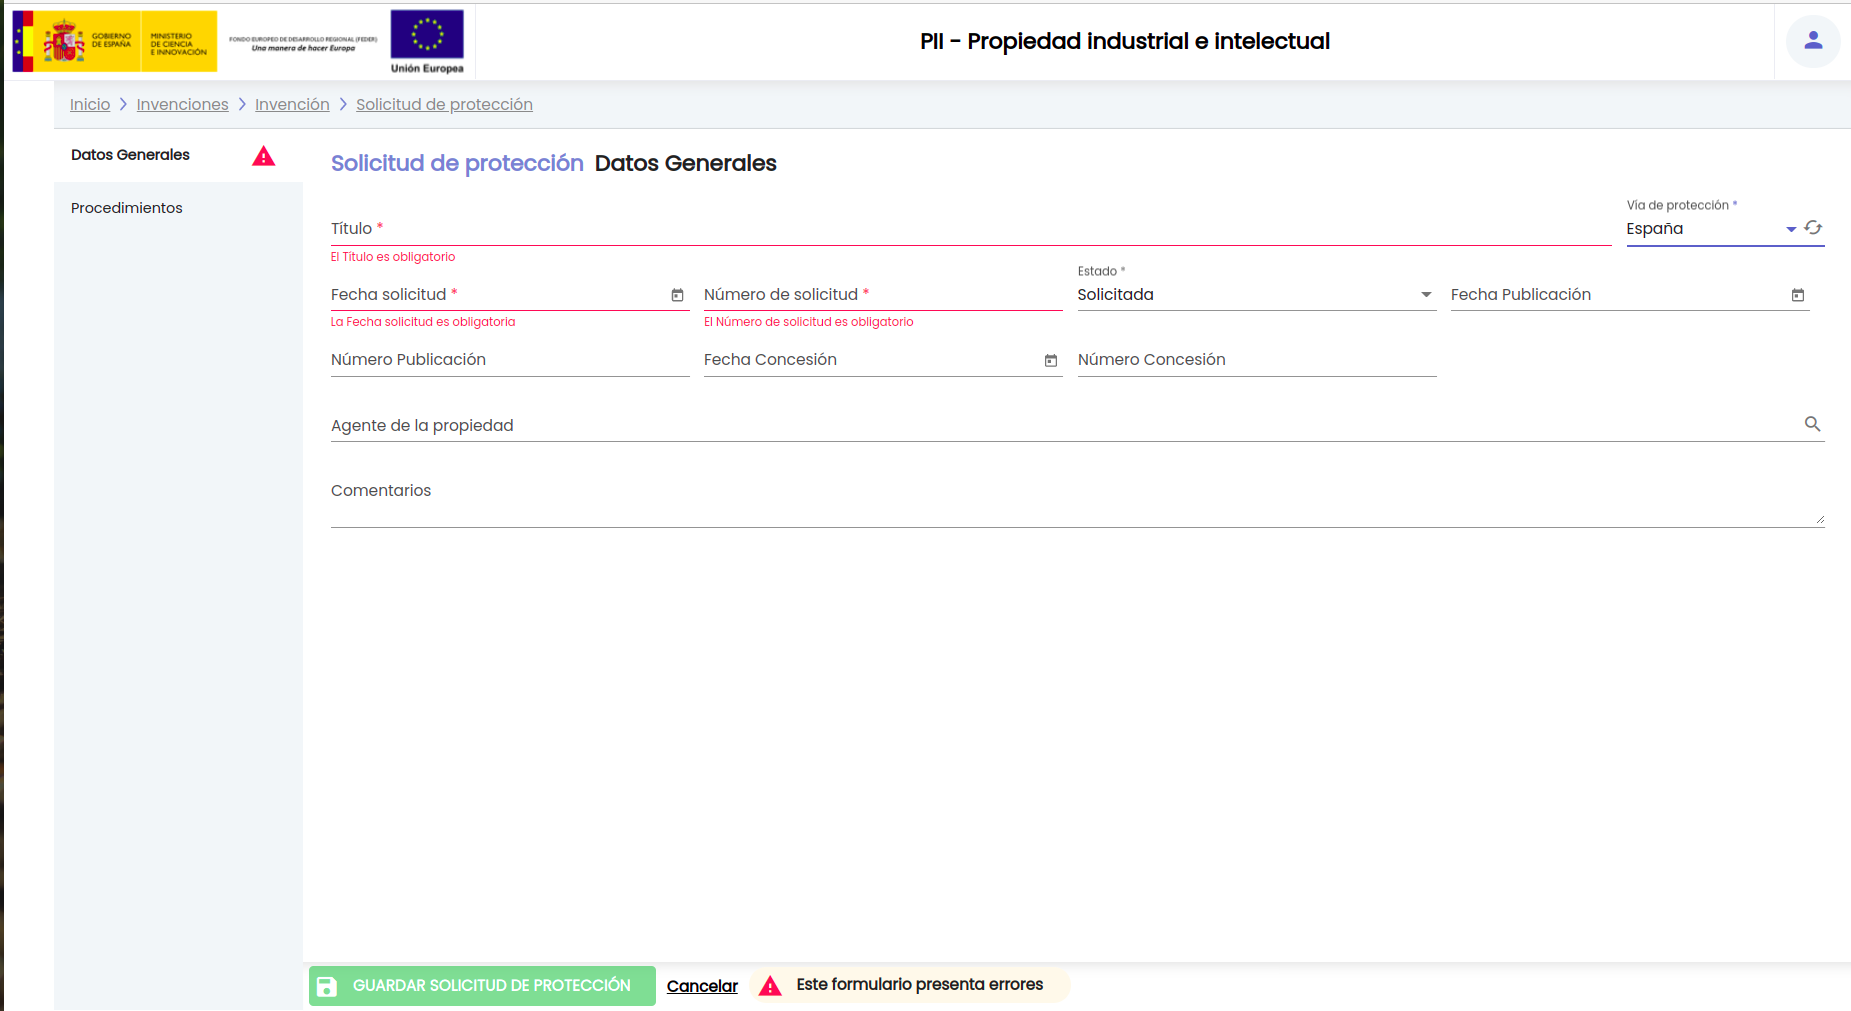 GOBIERNO
DE ESPAÑA
MINISTERIO
DE CIENCIA
E INNOVACIÓN
FONDO EUROPEO DE DESARROLLO REGIONAL (FEDER)
Una manera de hacer Europa
Unión Europea
PII - Propiedad industrial e intelectual
Inicio > Invenciones > Invención > Solicitud de protección
Datos Generales
Procedimientos
Solicitud de protección Datos Generales
Título *
El Título es obligatorio
Vía de protección *
España
Fecha solicitud *
La Fecha solicitud es obligatoria
Número de solicitud *
El Número de solicitud es obligatorio
Estado *
Solicitada
Fecha Publicación
Número Publicación
Fecha Concesión
Número Concesión
Agente de la propiedad
Comentarios
GUARDAR SOLICITUD DE PROTECCIÓN
Cancelar
Este formulario presenta errores